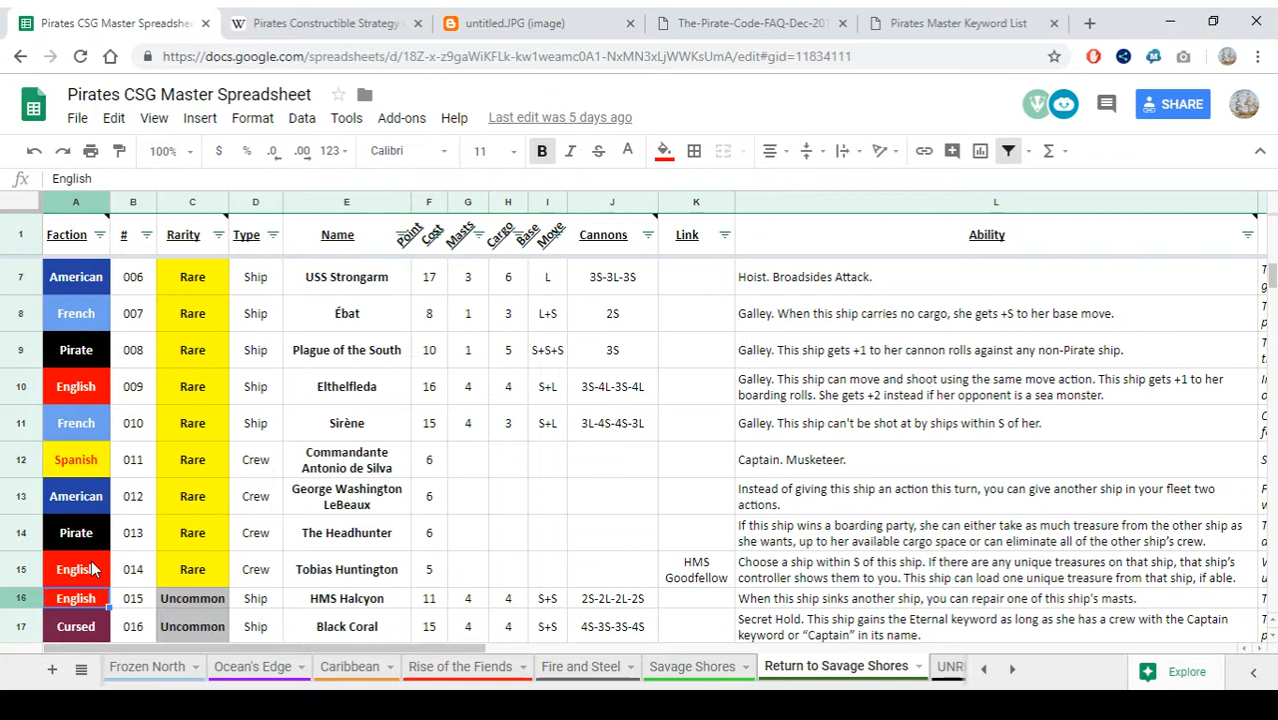 Pirates CSG Master Spreadshee
Pirates Constructible Strategy
untitled.JPG (image)
The-Pirate-Code-FAQ-Dec-201
Pirates Master Keyword List
https://docs.google.com/spreadsheets/d/18Z-x-z9gaWiKFLk-kw1weamc0A1-NxMN3xLjWWKsUmA/edit#gid=11834111
Pirates CSG Master Spreadsheet
File Edit View Insert Format Data Tools Add-ons Help Last edit was 5 days ago
SHARE
100% $ % .0 .00 123 Calibri 11 B I S A
fx English
A B C D E F G H I J K L
1 Faction # Rarity Type Name Point Cost Masts Cargo Base Move Cannons Link Ability
7 American 006 Rare Ship USS Strongarm 17 3 6 L 3S-3L-3S Hoist. Broadsides Attack.
8 French 007 Rare Ship Ébat 8 1 3 L+S 2S Galley. When this ship carries no cargo, she gets +S to her base move.
9 Pirate 008 Rare Ship Plague of the South 10 1 5 S+S+S 3S Galley. This ship gets +1 to her cannon rolls against any non-Pirate ship.
10 English 009 Rare Ship Elthelfleda 16 4 4 S+L 3S-4L-3S-4L Galley. This ship can move and shoot using the same move action. This ship gets +1 to her
boarding rolls. She gets +2 instead if her opponent is a sea monster.
11 French 010 Rare Ship Sirène 15 4 3 S+L 3L-4S-4S-3L Galley. This ship can't be shot at by ships within S of her.
12 Spanish 011 Rare Crew Commandante
Antonio de Silva 6 Captain. Musketeer.
13 American 012 Rare Crew George Washington
LeBeaux 6 Instead of giving this ship an action this turn, you can give another ship in your fleet two
actions.
14 Pirate 013 Rare Crew The Headhunter 6 If this ship wins a boarding party, she can either take as much treasure from the other ship as
she wants, up to her available cargo space or can eliminate all of the other ship's crew.
15 English 014 Rare Crew Tobias Huntington 5 HMS
Goodfellow Choose a ship within S of this ship. If there are any unique treasures on that ship, that ship's
controller shows them to you. This ship can load one unique treasure from that ship, if able.
16 English 015 Uncommon Ship HMS Halcyon 11 4 4 S+S 2S-2L-2L-2S When this ship sinks another ship, you can repair one of this ship's masts.
17 Cursed 016 Uncommon Ship Black Coral 15 4 4 S+S 4S-3S-3S-4S Secret Hold. This ship gains the Eternal keyword as long as she has a crew with the Captain
keyword or “Captain” in its name.
Frozen North Ocean's Edge Caribbean Rise of the Fiends Fire and Steel Savage Shores Return to Savage Shores UNR
Explore